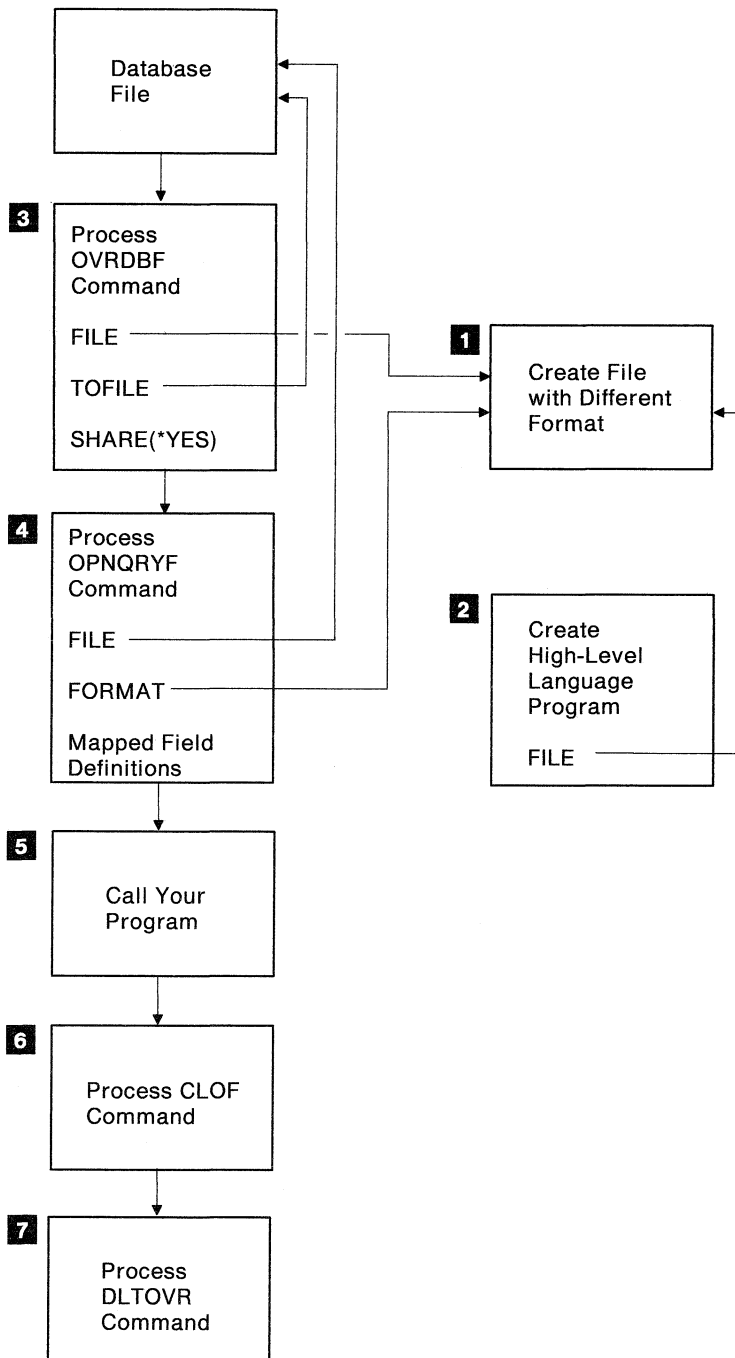 Database
File
3
Process
OVRDBF
Command
FILE
TOFILE
SHARE(*YES)
1
Create File
with Different
Format
4
Process
OPNQRYF
Command
FILE
FORMAT
Mapped Field
Definitions
2
Create
High-Level
Language
Program
FILE
5
Call Your
Program
6
Process CLOF
Command
7
Process
DLTOVR
Command